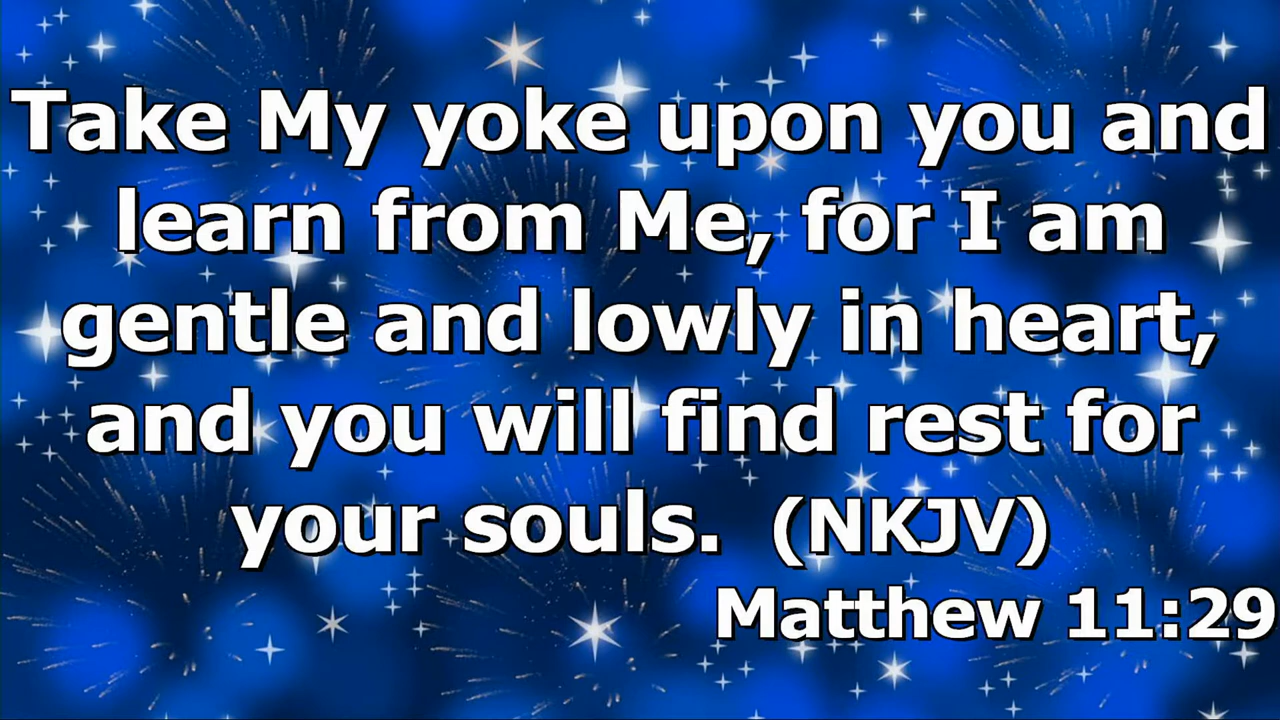 Take My yoke upon you and
learn from Me, for I am
gentle and lowly in heart,
and you will find rest for
your souls.  (NKJV)
Matthew 11:29